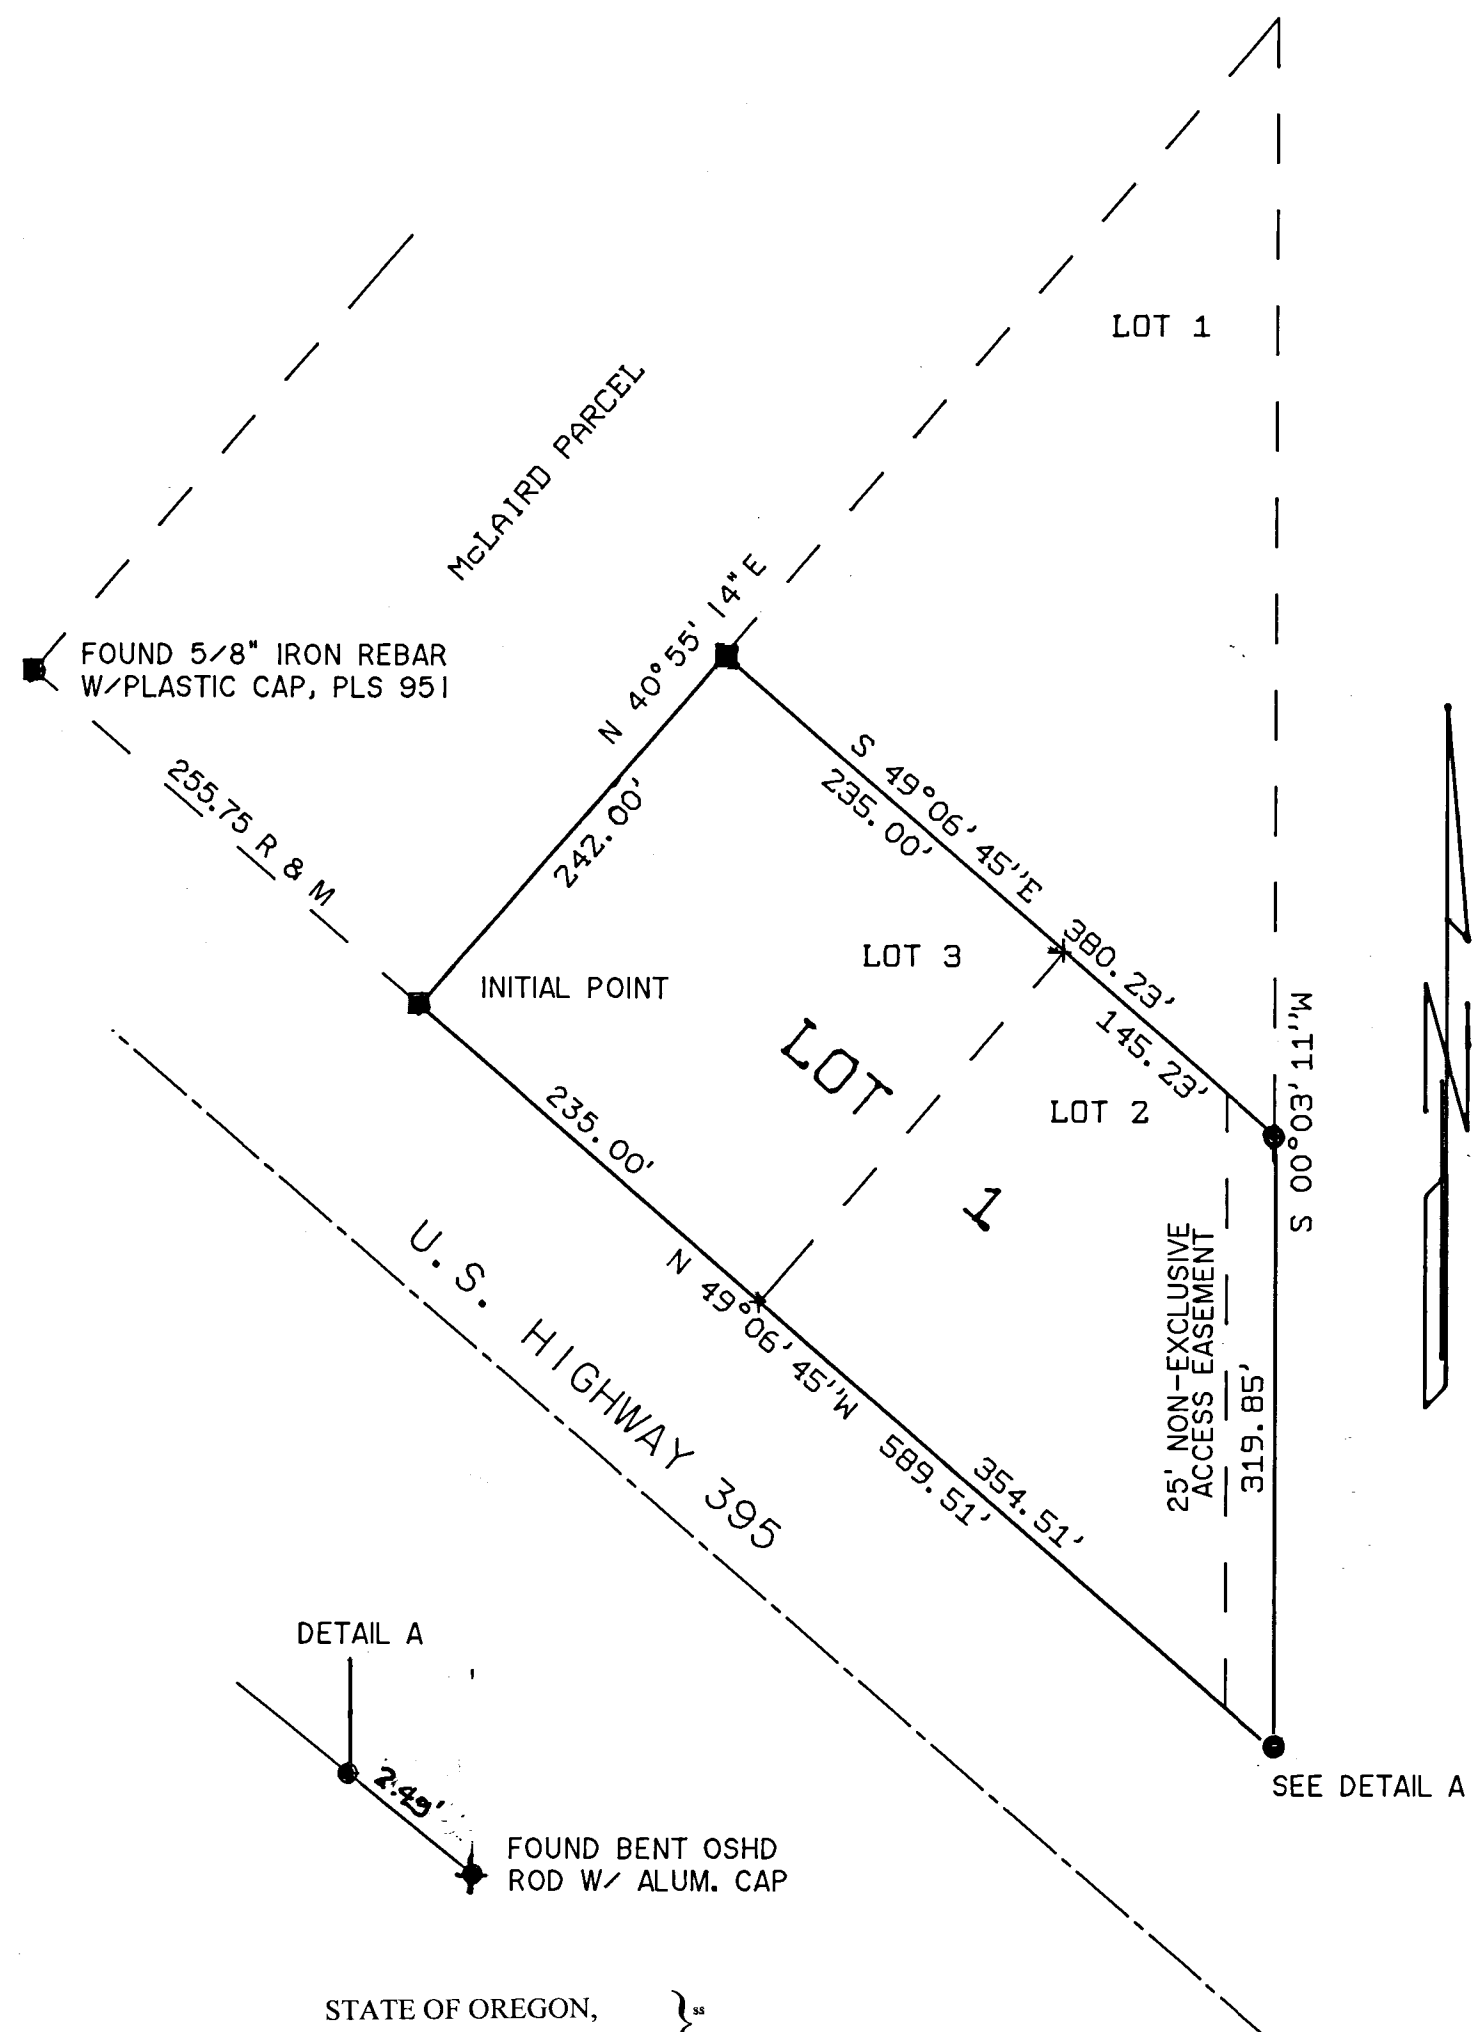 LOT 1
McLAIRD PARCEL
N 40°55' 14" E
FOUND 5/8" IRON REBAR
W/PLASTIC CAP, PLS 951
255.75 R & M
242.00'
S 49°06'45"E
235.00'
380.23'
145.23'
LOT 3
INITIAL POINT
LOT 1
LOT 2
S 00°03'11"W
235.00'
N 49°06'45"W
589.51'
354.51'
25' NON-EXCLUSIVE
ACCESS EASEMENT
319.85'
U.S. HIGHWAY 395
DETAIL A
2.49'
SEE DETAIL A
FOUND BENT OSHD
ROD W/ ALUM. CAP
STATE OF OREGON, }ss